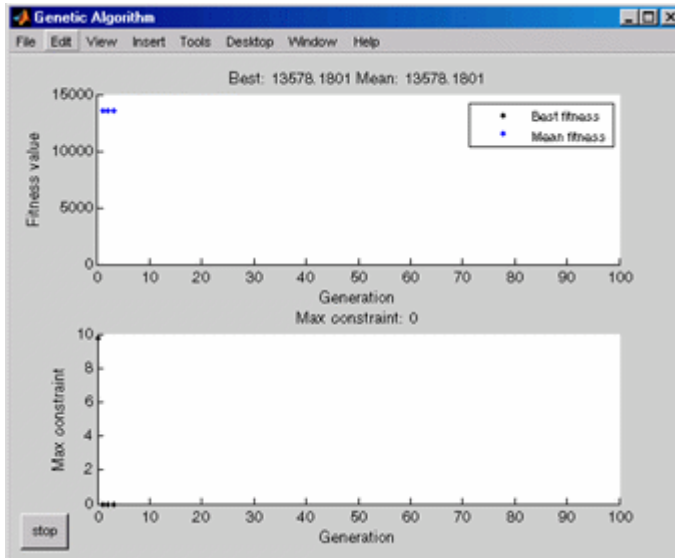 Genetic Algorithm
File Edit View Insert Tools Desktop Window Help
Best: 13578.1801 Mean: 13578.1801
15000
10000
5000
0
Fitness value
Best fitness
Mean fitness
0 10 20 30 40 50 60 70 80 90 100
Generation
Max constraint: 0
10
8
6
4
2
0
Max constraint
0 10 20 30 40 50 60 70 80 90 100
Generation
stop